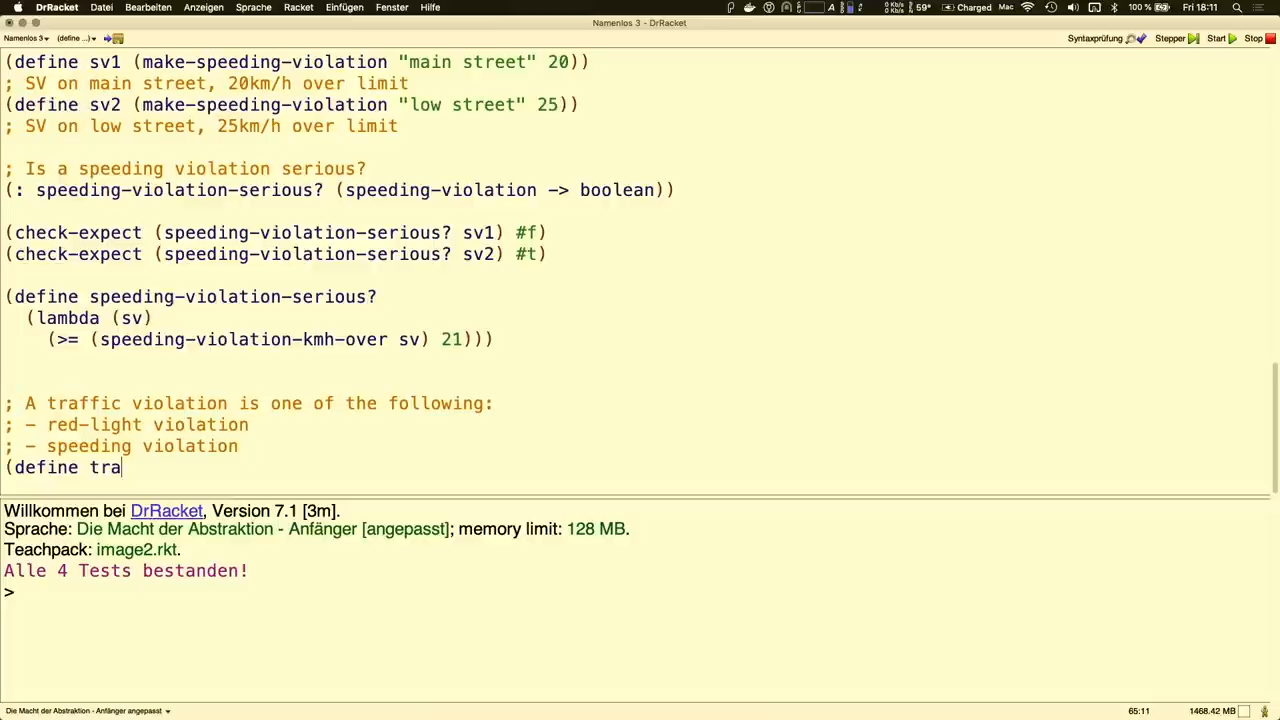 DrRacket Datei Bearbeiten Anzeigen Sprache Racket Einfügen Fenster Hilfe 0 Kb/s 0 Kb/s 59° Charged Mac 100 % Fri 18:11
Namenlos 3 - DrRacket
Namenlos 3 (define ...) Syntaxprüfung Stepper Start Stop
(define sv1 (make-speeding-violation "main street" 20))
; SV on main street, 20km/h over limit
(define sv2 (make-speeding-violation "low street" 25))
; SV on low street, 25km/h over limit
; Is a speeding violation serious?
(: speeding-violation-serious? (speeding-violation -> boolean))
(check-expect (speeding-violation-serious? sv1) #f)
(check-expect (speeding-violation-serious? sv2) #t)
(define speeding-violation-serious?
(lambda (sv)
(>= (speeding-violation-kmh-over sv) 21)))
; A traffic violation is one of the following:
; - red-light violation
; - speeding violation
(define tra
Willkommen bei DrRacket, Version 7.1 [3m].
Sprache: Die Macht der Abstraktion - Anfänger [angepasst]; memory limit: 128 MB.
Teachpack: image2.rkt.
Alle 4 Tests bestanden!
>
Die Macht der Abstraktion - Anfänger angepasst 65:11 1468.42 MB